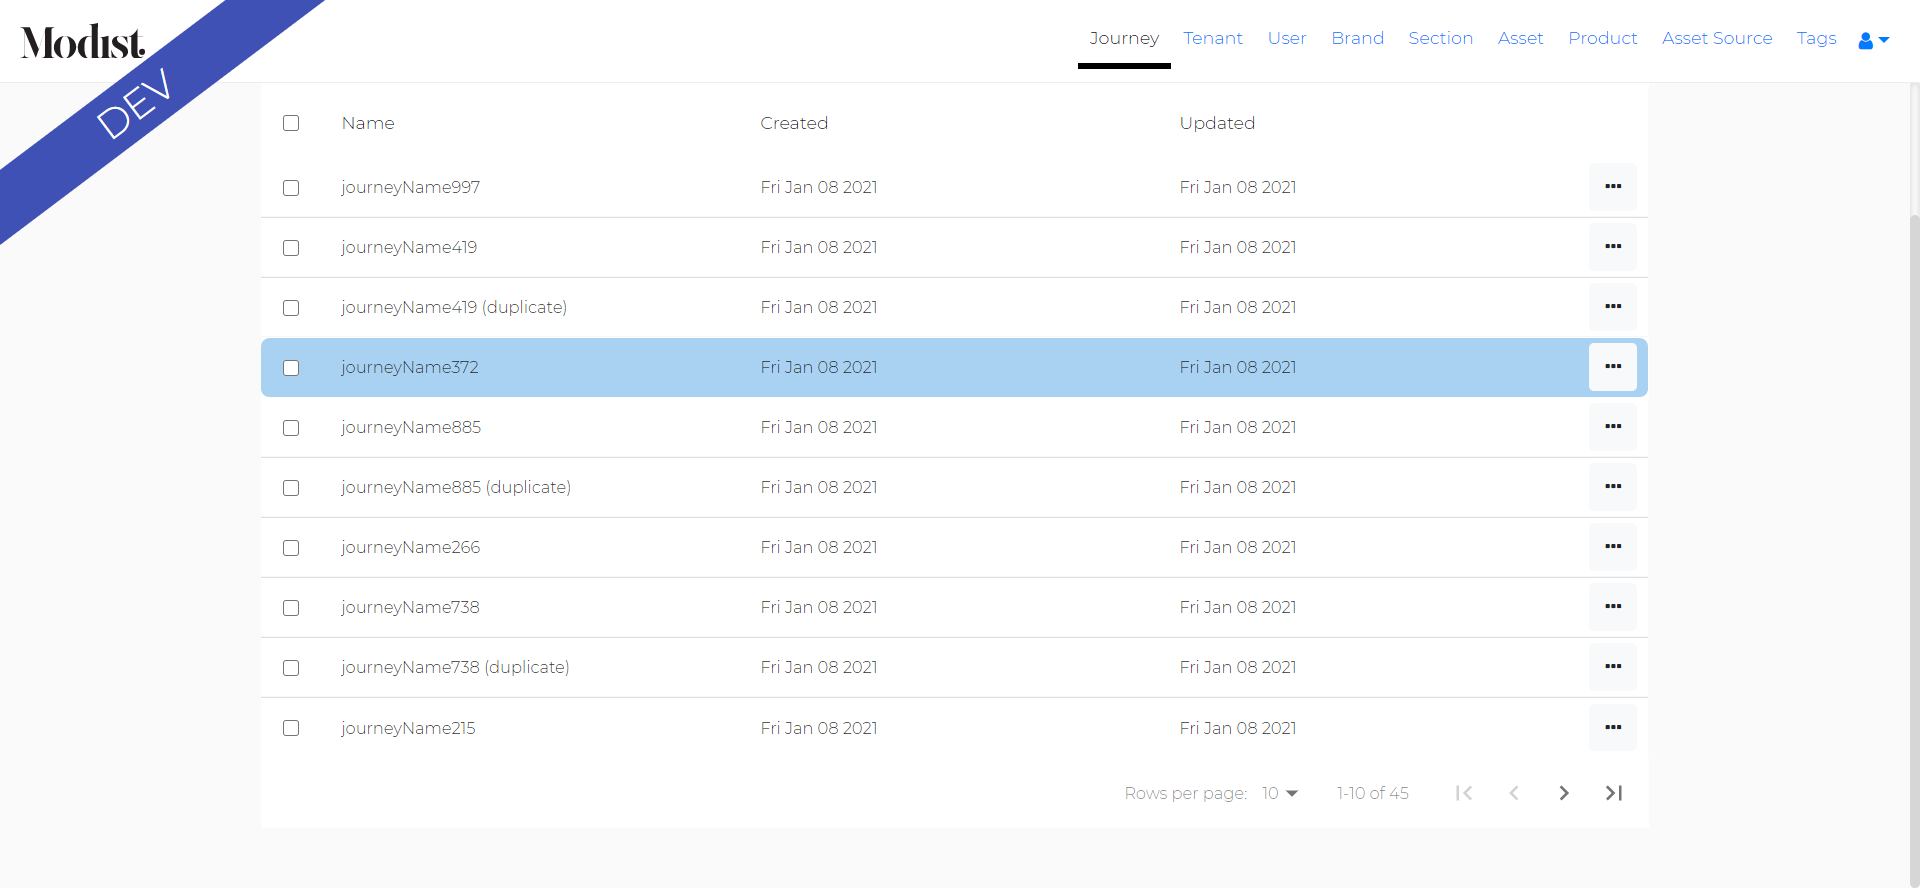 Modist.
DEV
Journey Tenant User Brand Section Asset Product Asset Source Tags
Name Created Updated
journeyName997 Fri Jan 08 2021 Fri Jan 08 2021
journeyName419 Fri Jan 08 2021 Fri Jan 08 2021
journeyName419 (duplicate) Fri Jan 08 2021 Fri Jan 08 2021
journeyName372 Fri Jan 08 2021 Fri Jan 08 2021
journeyName885 Fri Jan 08 2021 Fri Jan 08 2021
journeyName885 (duplicate) Fri Jan 08 2021 Fri Jan 08 2021
journeyName266 Fri Jan 08 2021 Fri Jan 08 2021
journeyName738 Fri Jan 08 2021 Fri Jan 08 2021
journeyName738 (duplicate) Fri Jan 08 2021 Fri Jan 08 2021
journeyName215 Fri Jan 08 2021 Fri Jan 08 2021
Rows per page: 10 1-10 of 45